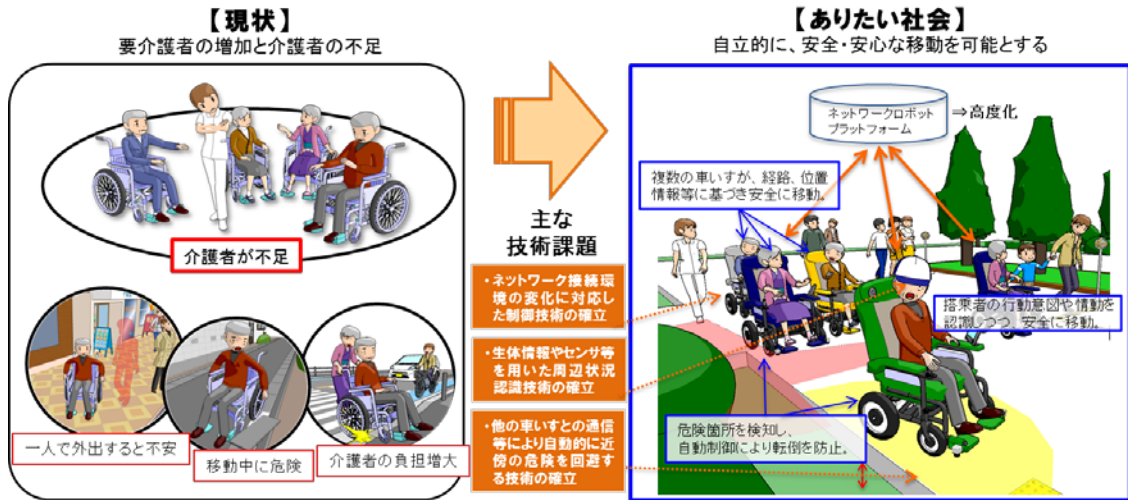 【現状】
要介護者の増加と介護者の不足
介護者が不足
一人で外出すると不安
移動中に危険
介護者の負担増大
主な
技術課題
・ネットワーク接続環
境の変化に対応し
た制御技術の確立
・生体情報やセンサ等
を用いた周辺状況
認識技術の確立
・他の車いすとの通信
等により自動的に近
傍の危険を回避す
る技術の確立
【ありたい社会】
自立的に、安全・安心な移動を可能とする
ネットワークロボット
プラットフォーム
⇒高度化
複数の車いすが、経路、位置
情報等に基づき安全に移動。
搭乗者の行動意図や情動を
認識しつつ、安全に移動。
危険箇所を検知し、
自動制御により転倒を防止。